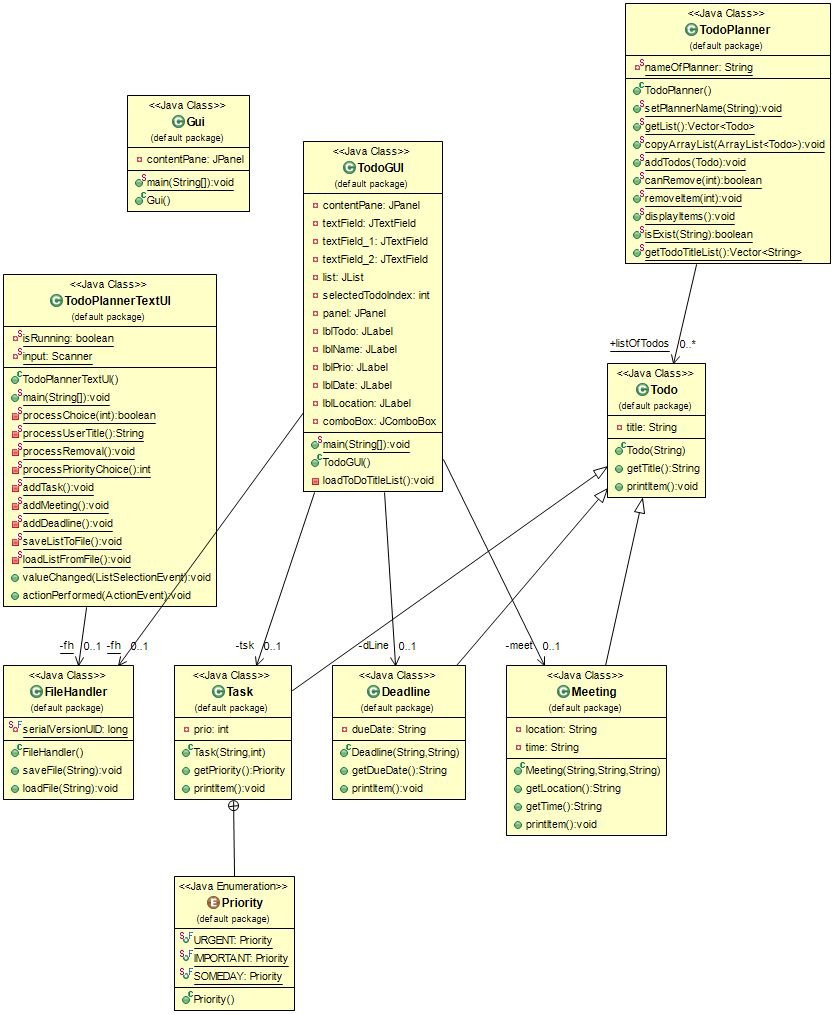 <<Java Class>>
TodoPlanner
(default package)
nameOfPlanner: String
TodoPlanner()
setPlannerName(String):void
getList():Vector<Todo>
copyArrayList(ArrayList<Todo>):void
addTodos(Todo):void
canRemove(int):boolean
removeItem(int):void
displayItems():void
isExist(String):boolean
getTodoTitleList():Vector<String>
<<Java Class>>
Gui
(default package)
contentPane: JPanel
main(String[]):void
Gui()
<<Java Class>>
TodoGUI
(default package)
contentPane: JPanel
textField: JTextField
textField_1: JTextField
textField_2: JTextField
list: JList
selectedTodoIndex: int
panel: JPanel
lblTodo: JLabel
lblName: JLabel
lblPrio: JLabel
lblDate: JLabel
lblLocation: JLabel
comboBox: JComboBox
main(String[]):void
TodoGUI()
loadToDoTitleList():void
<<Java Class>>
TodoPlannerTextUI
(default package)
isRunning: boolean
input: Scanner
TodoPlannerTextUI()
main(String[]):void
processChoice(int):boolean
processUserTitle():String
processRemoval():void
processPriorityChoice():int
addTask():void
addMeeting():void
addDeadline():void
saveListToFile():void
loadListFromFile():void
valueChanged(ListSelectionEvent):void
actionPerformed(ActionEvent):void
+listOfTodos 0..*
<<Java Class>>
Todo
(default package)
title: String
Todo(String)
getTitle():String
printItem():void
-fh 0..1
-fh 0..1
-tsk 0..1
-dLine 0..1
-meet 0..1
<<Java Class>>
FileHandler
(default package)
serialVersionUID: long
FileHandler()
saveFile(String):void
loadFile(String):void
<<Java Class>>
Task
(default package)
prio: int
Task(String,int)
getPriority():Priority
printItem():void
<<Java Class>>
Deadline
(default package)
dueDate: String
Deadline(String,String)
getDueDate():String
printItem():void
<<Java Class>>
Meeting
(default package)
location: String
time: String
Meeting(String,String,String)
getLocation():String
getTime():String
printItem():void
<<Java Enumeration>>
Priority
(default package)
URGENT: Priority
IMPORTANT: Priority
SOMEDAY: Priority
Priority()